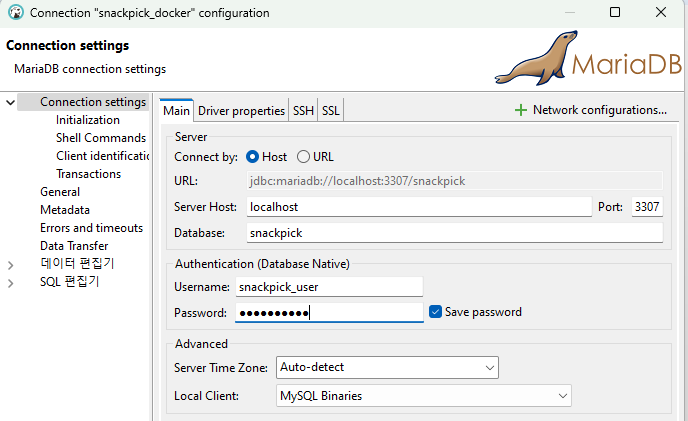 Connection "snackpick_docker" configuration
Connection settings
MariaDB connection settings
MariaDB
Connection settings
Initialization
Shell Commands
Client identificatio
Transactions
General
Metadata
Errors and timeouts
Data Transfer
데이터 편집기
SQL 편집기
Main Driver properties SSH SSL Network configurations...
Server
Connect by: Host URL
URL: jdbc:mariadb://localhost:3307/snackpick
Server Host: localhost Port: 3307
Database: snackpick
Authentication (Database Native)
Username: snackpick_user
Password: ●●●●●●●●●● Save password
Advanced
Server Time Zone: Auto-detect
Local Client: MySQL Binaries